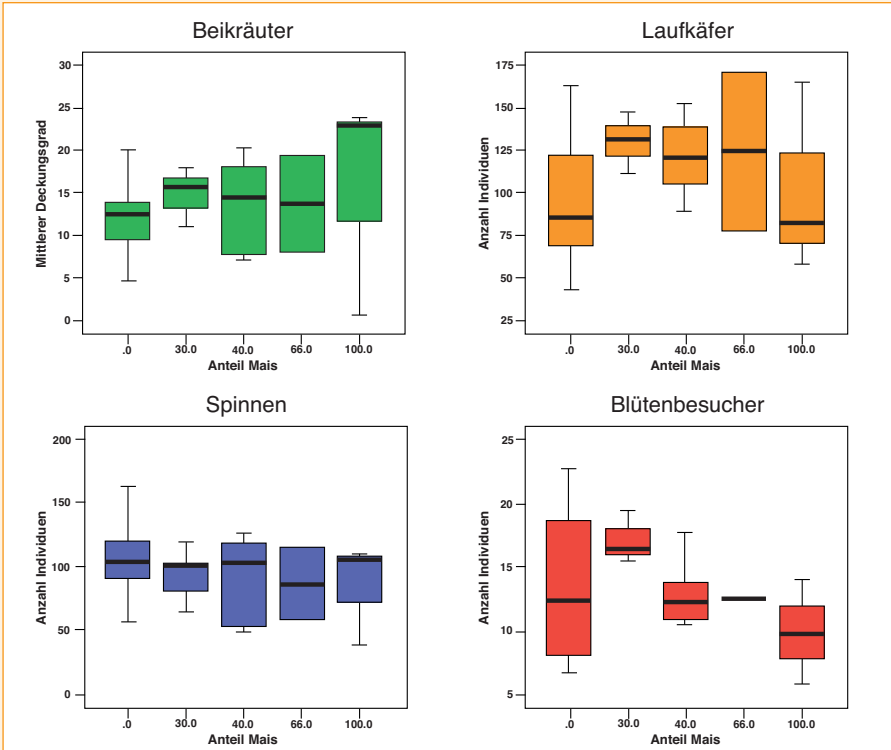 Beikräuter
30
25
20
15
10
5
0
Mittlerer Deckungsgrad
.0 30.0 40.0 66.0 100.0
Anteil Mais
Laufkäfer
175
150
125
100
75
50
25
Anzahl Individuen
.0 30.0 40.0 66.0 100.0
Anteil Mais
Spinnen
200
150
100
50
0
Anzahl Individuen
.0 30.0 40.0 66.0 100.0
Anteil Mais
Blütenbesucher
25
20
15
10
5
Anzahl Individuen
.0 30.0 40.0 66.0 100.0
Anteil Mais